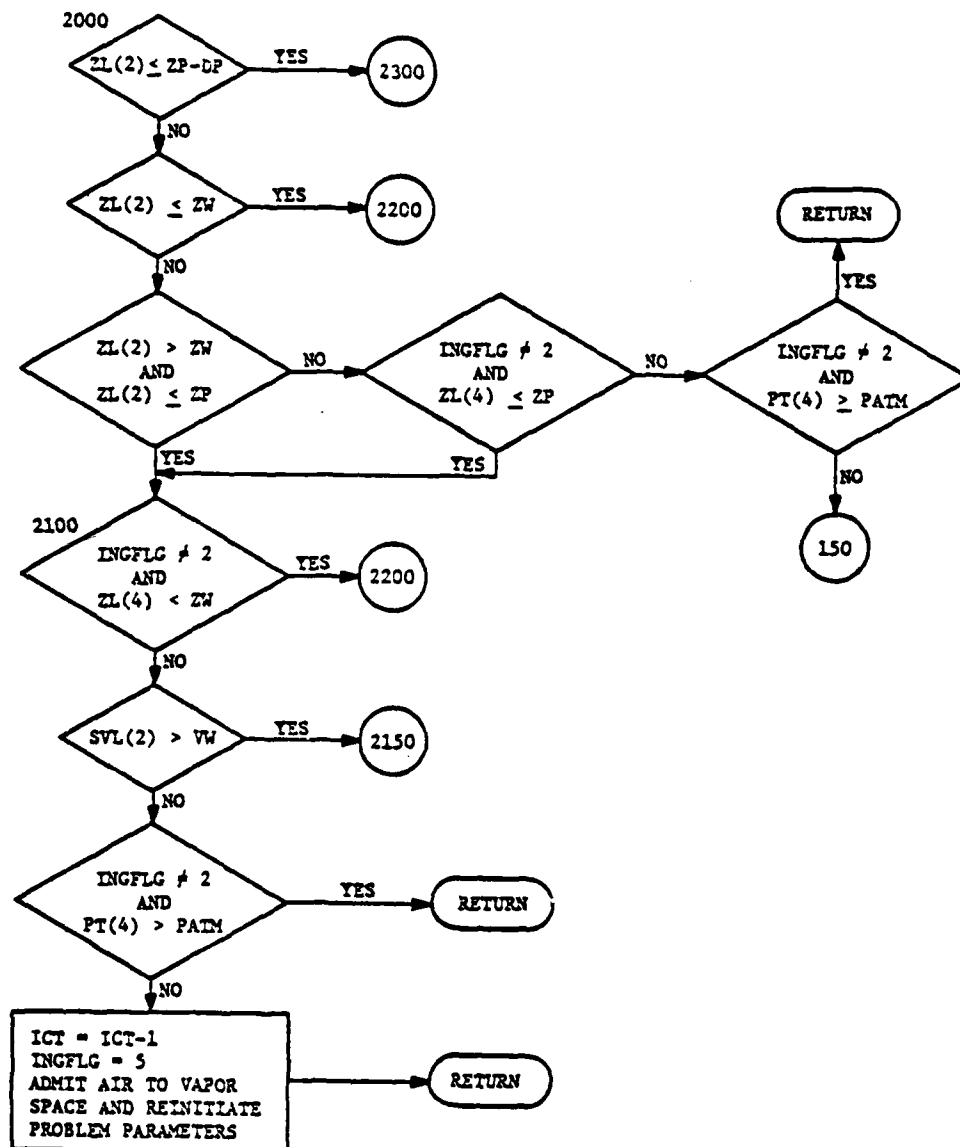 2000
ZL(2) ≤ ZP-DP
YES
2300
NO
ZL(2) ≤ ZW
YES
2200
NO
ZL(2) > ZW
AND
ZL(2) ≤ ZP
NO
INGFLG ≠ 2
AND
ZL(4) ≤ ZP
NO
INGFLG ≠ 2
AND
PT(4) ≥ PATM
YES
RETURN
NO
150
YES
YES
2100
INGFLG ≠ 2
AND
ZL(4) < ZW
YES
2200
NO
SVL(2) > VW
YES
2150
NO
INGFLG ≠ 2
AND
PT(4) > PATM
YES
RETURN
NO
ICT = ICT-1
INGFLG = 5
ADMIT AIR TO VAPOR
SPACE AND REINITIATE
PROBLEM PARAMETERS
RETURN